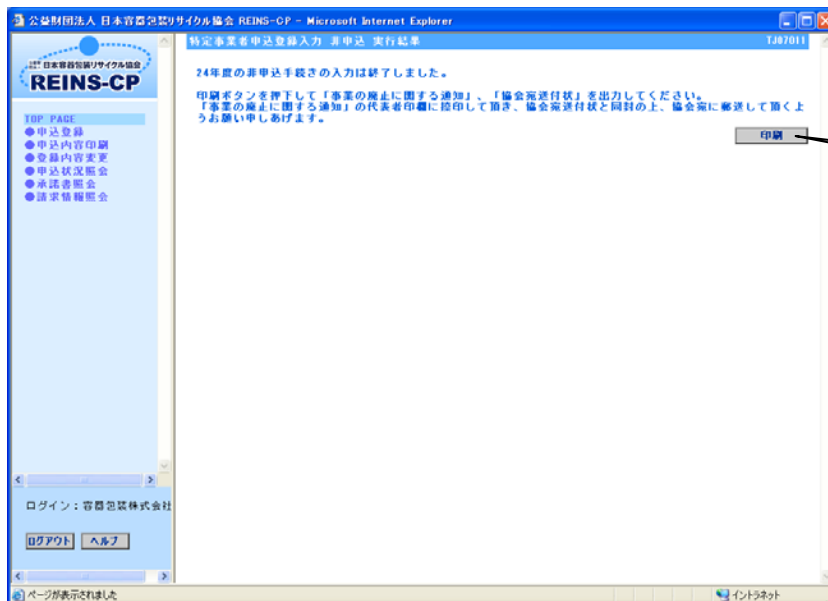 公益財団法人 日本容器包装リサイクル協会 REINS-CP - Microsoft Internet Explorer
特定事業者申込登録入力 非申込 実行結果 TJ07011
日本容器包装リサイクル協会
REINS-CP
24年度の非申込手続きの入力は終了しました。
印刷ボタンを押下して「事業の廃止に関する通知」、「協会宛送付状」を出力してください。
「事業の廃止に関する通知」の代表者印欄に捺印して頂き、協会宛送付状と同封の上、協会宛に郵送して頂くよ
うお願い申しあげます。
印刷
TOP PAGE
●申込登録
●申込内容印刷
●登録内容変更
●申込状況照会
●承諾書照会
●請求情報照会
ログイン：容器包装株式会社
ログアウト ヘルプ
ページが表示されました
イントラネット